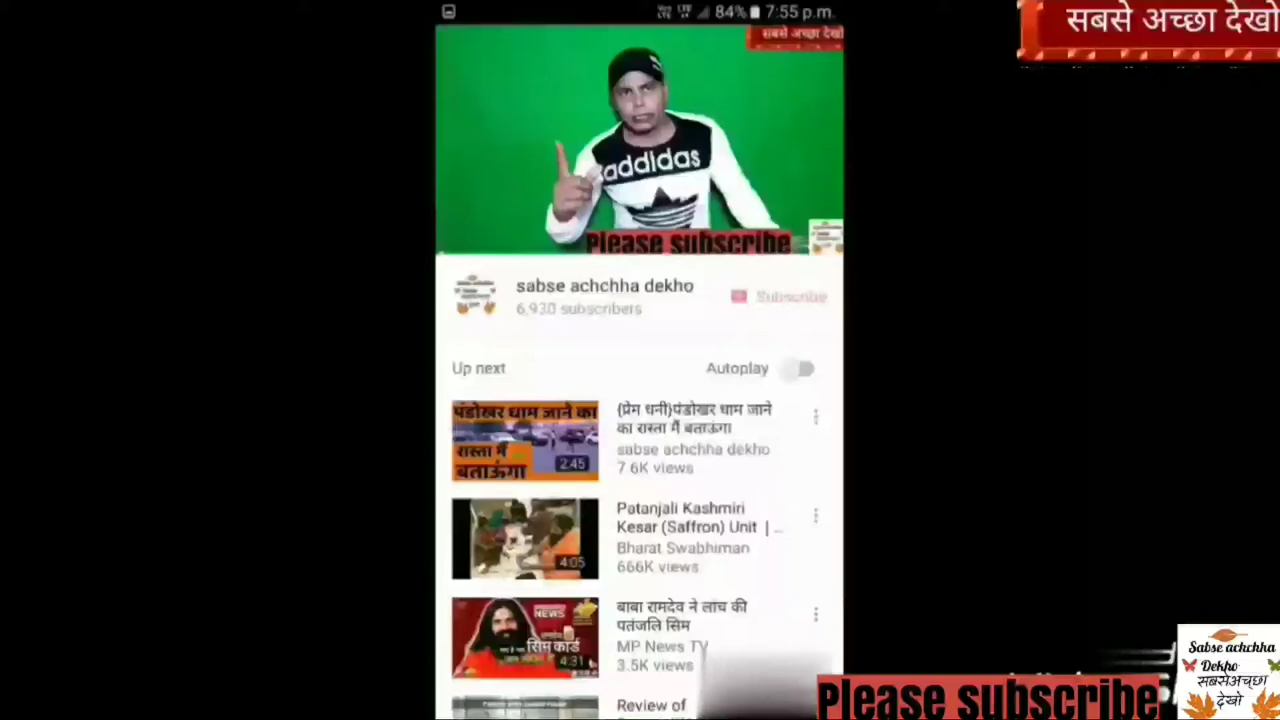 84% 7:55 p.m.
सबसे अच्छा देखो
सबसे अच्छा देखो
addidas
Please subscribe
sabse achchha dekho
6,930 subscribers
Subscribe
Up next
Autoplay
पंडोखर धाम जाने का
रास्ता मैं
बताऊंगा
2:45
{प्रेम धनी}पंडोखर धाम जाने
का रास्ता मैं बताऊंगा
sabse achchha dekho
7.6K views
4:05
Patanjali Kashmiri
Kesar (Saffron) Unit | ..
Bharat Swabhiman
666K views
NEWS
सिम कार्ड
4:31
बाबा रामदेव ने लांच की
पतंजलि सिम
MP News TV
3.5K views
Review of
Please subscribe
Sabse achchha
Dekho
सबसेअच्छा
देखो